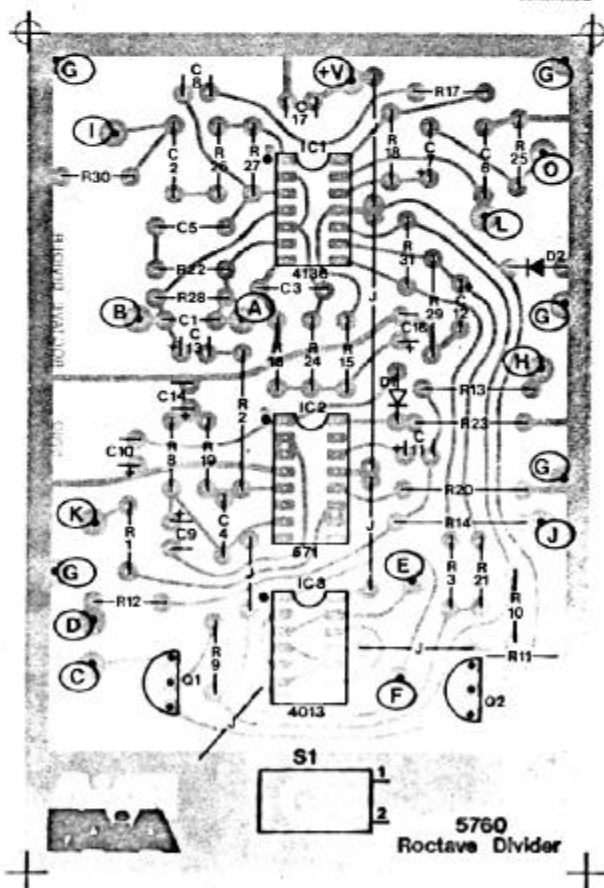 G
C
8
+V
C
17
R17
G
I
C
2
R
26
R
27
IC1
R
18
C
7
C
6
R
25
O
R30
L
C5
R22
4136
R
31
D2
R28
C3
J
R
29
C
12
G
B
C1
A
C
13
R
16
R
24
R
15
C16
H
C14
R
2
IC2
R13
R23
C10
R
8
R
19
C
11
G
K
R
1
C9
C
4
R20
R14
J
571
J
J
G
IC3
E
R
3
R
21
R
10
D
R12
R
9
J
R11
C
Q1
F
Q2
4013
J
S1
1
2
5760
Roctave Divider